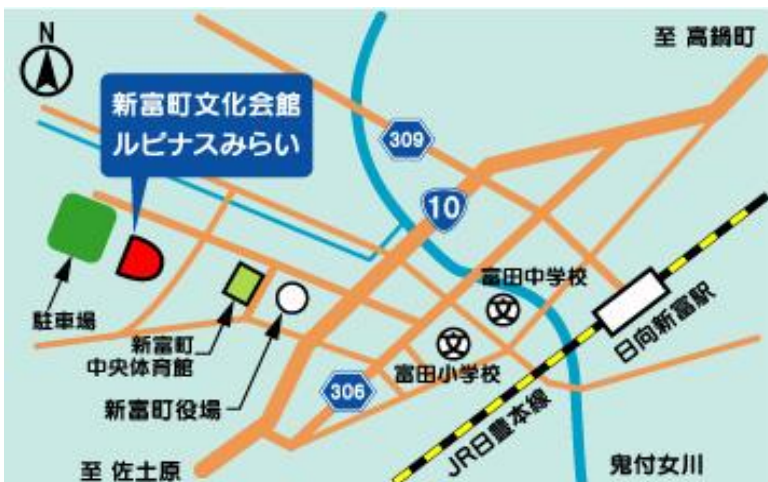 N
至 高鍋町
新富町文化会館
ルピナスみらい
309
10
富田中学校
駐車場
新富町
中央体育館
文
文
日向新富駅
富田小学校
新富町役場
306
JR日豊本線
至 佐土原
鬼付女川